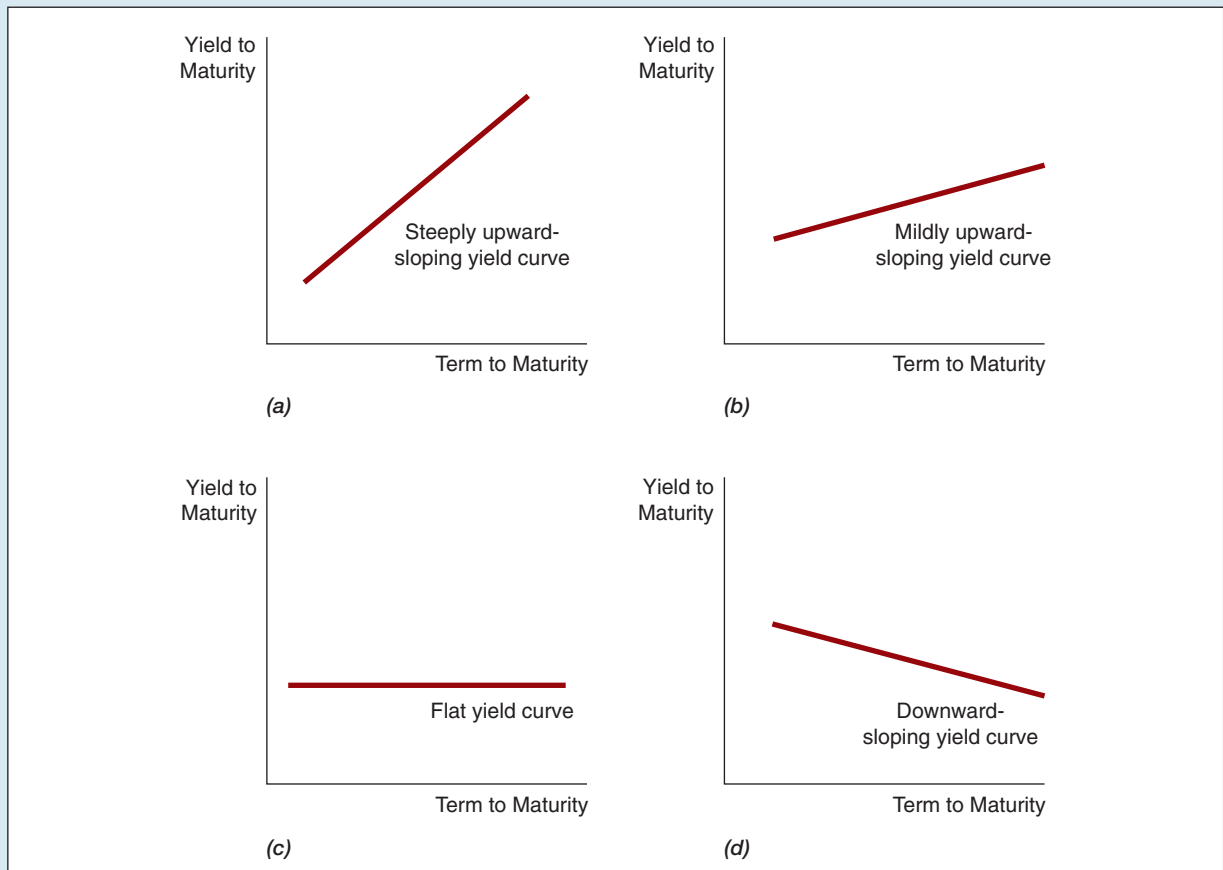 Yield to
Maturity
Steeply upward-
sloping yield curve
Term to Maturity
(a)
Yield to
Maturity
Mildly upward-
sloping yield curve
Term to Maturity
(b)
Yield to
Maturity
Flat yield curve
Term to Maturity
(c)
Yield to
Maturity
Downward-
sloping yield curve
Term to Maturity
(d)